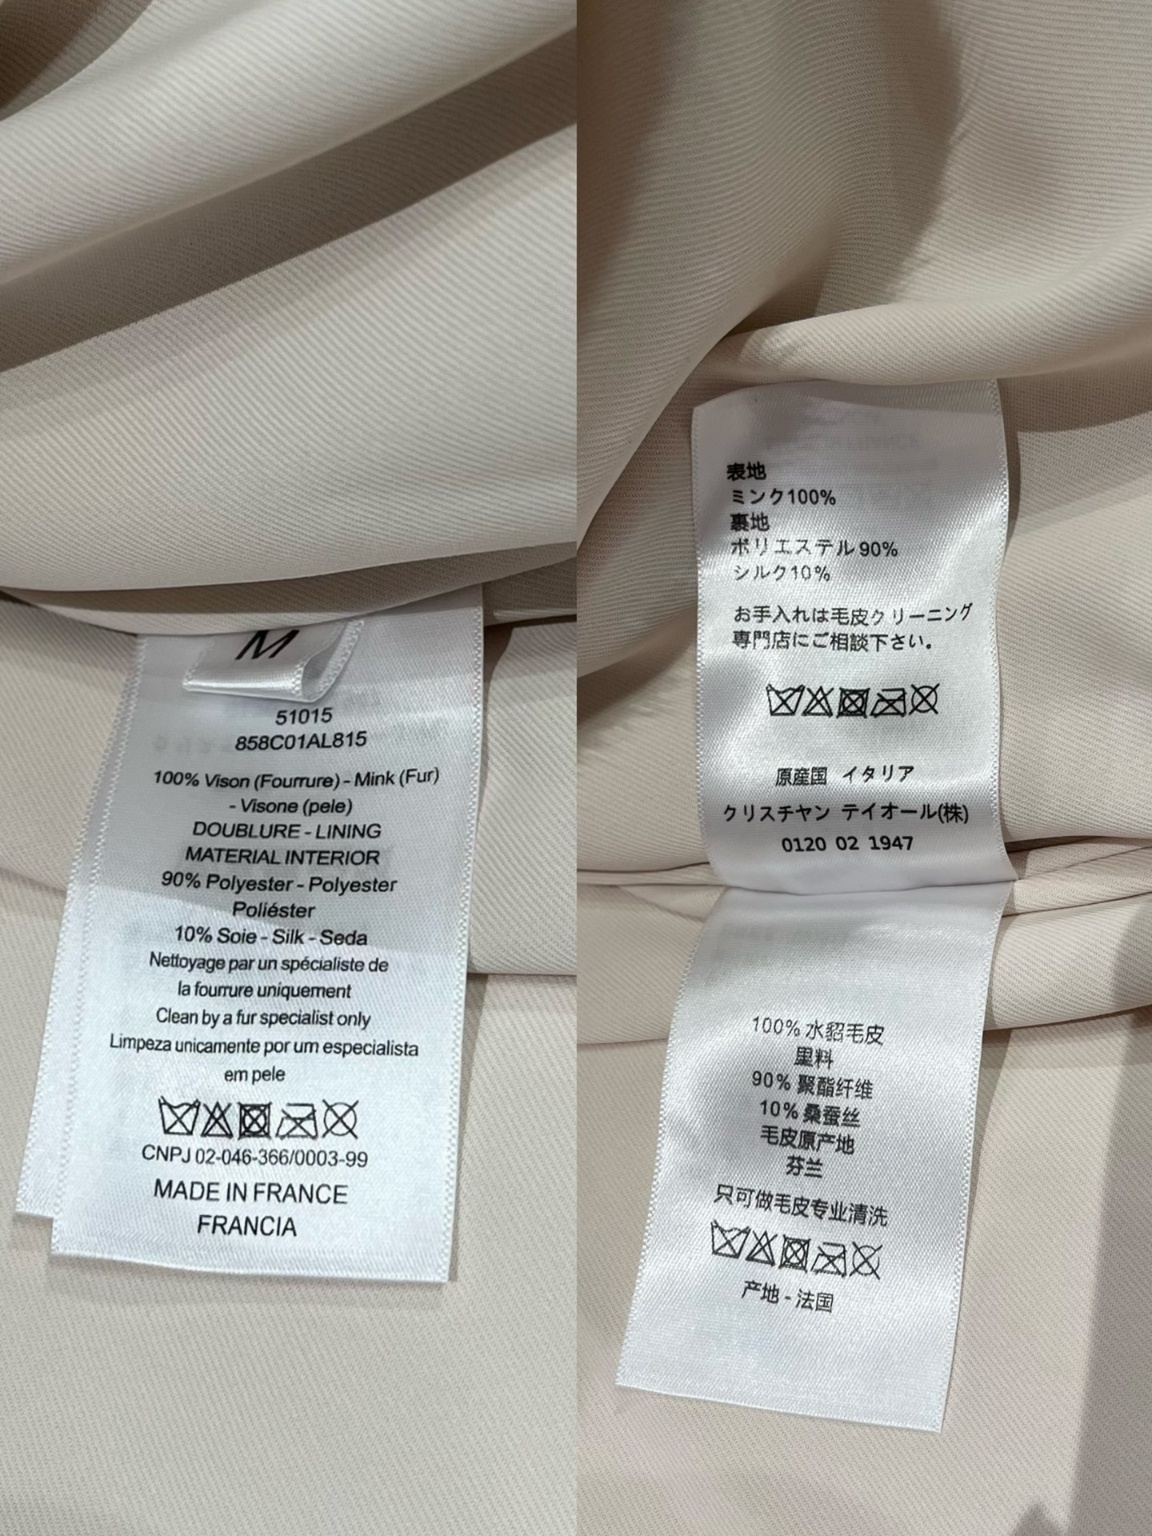 M
51015
858C01AL815
100% Vison (Fourrure) - Mink (Fur)
- Visone (pele)
DOUBLURE - LINING
MATERIAL INTERIOR
90% Polyester - Polyester
Poliéster
10% Soie - Silk - Seda
Nettoyage par un spécialiste de
la fourrure uniquement
Clean by a fur specialist only
Limpeza unicamente por um especialista
em pele
CNPJ 02-046-366/0003-99
MADE IN FRANCE
FRANCIA
表地
ミンク100%
裏地
ポリエステル90%
シルク10%
お手入れは毛皮クリーニング
専門店にご相談下さい。
原産国 イタリア
クリスチャン テイオール(株)
0120 02 1947
100% 水貂毛皮
里料
90% 聚酯纤维
10% 桑蚕丝
毛皮原产地
芬兰
只可做毛皮专业清洗
产地 - 法国